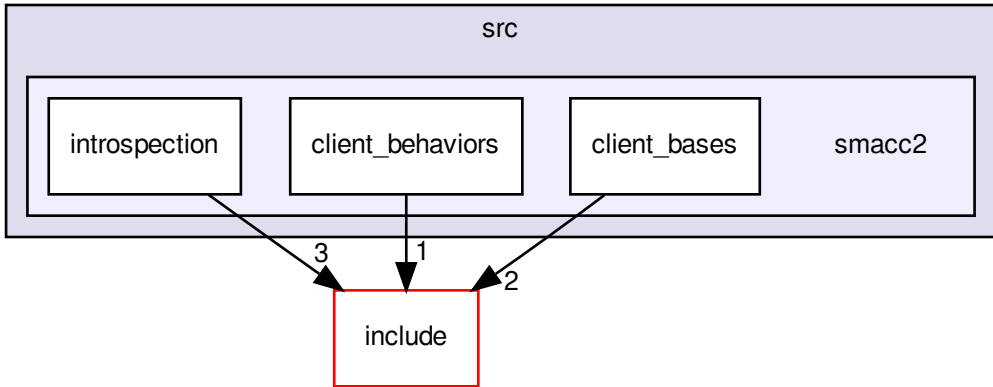 src
introspection
client_behaviors
client_bases
smacc2
3
1
2
include